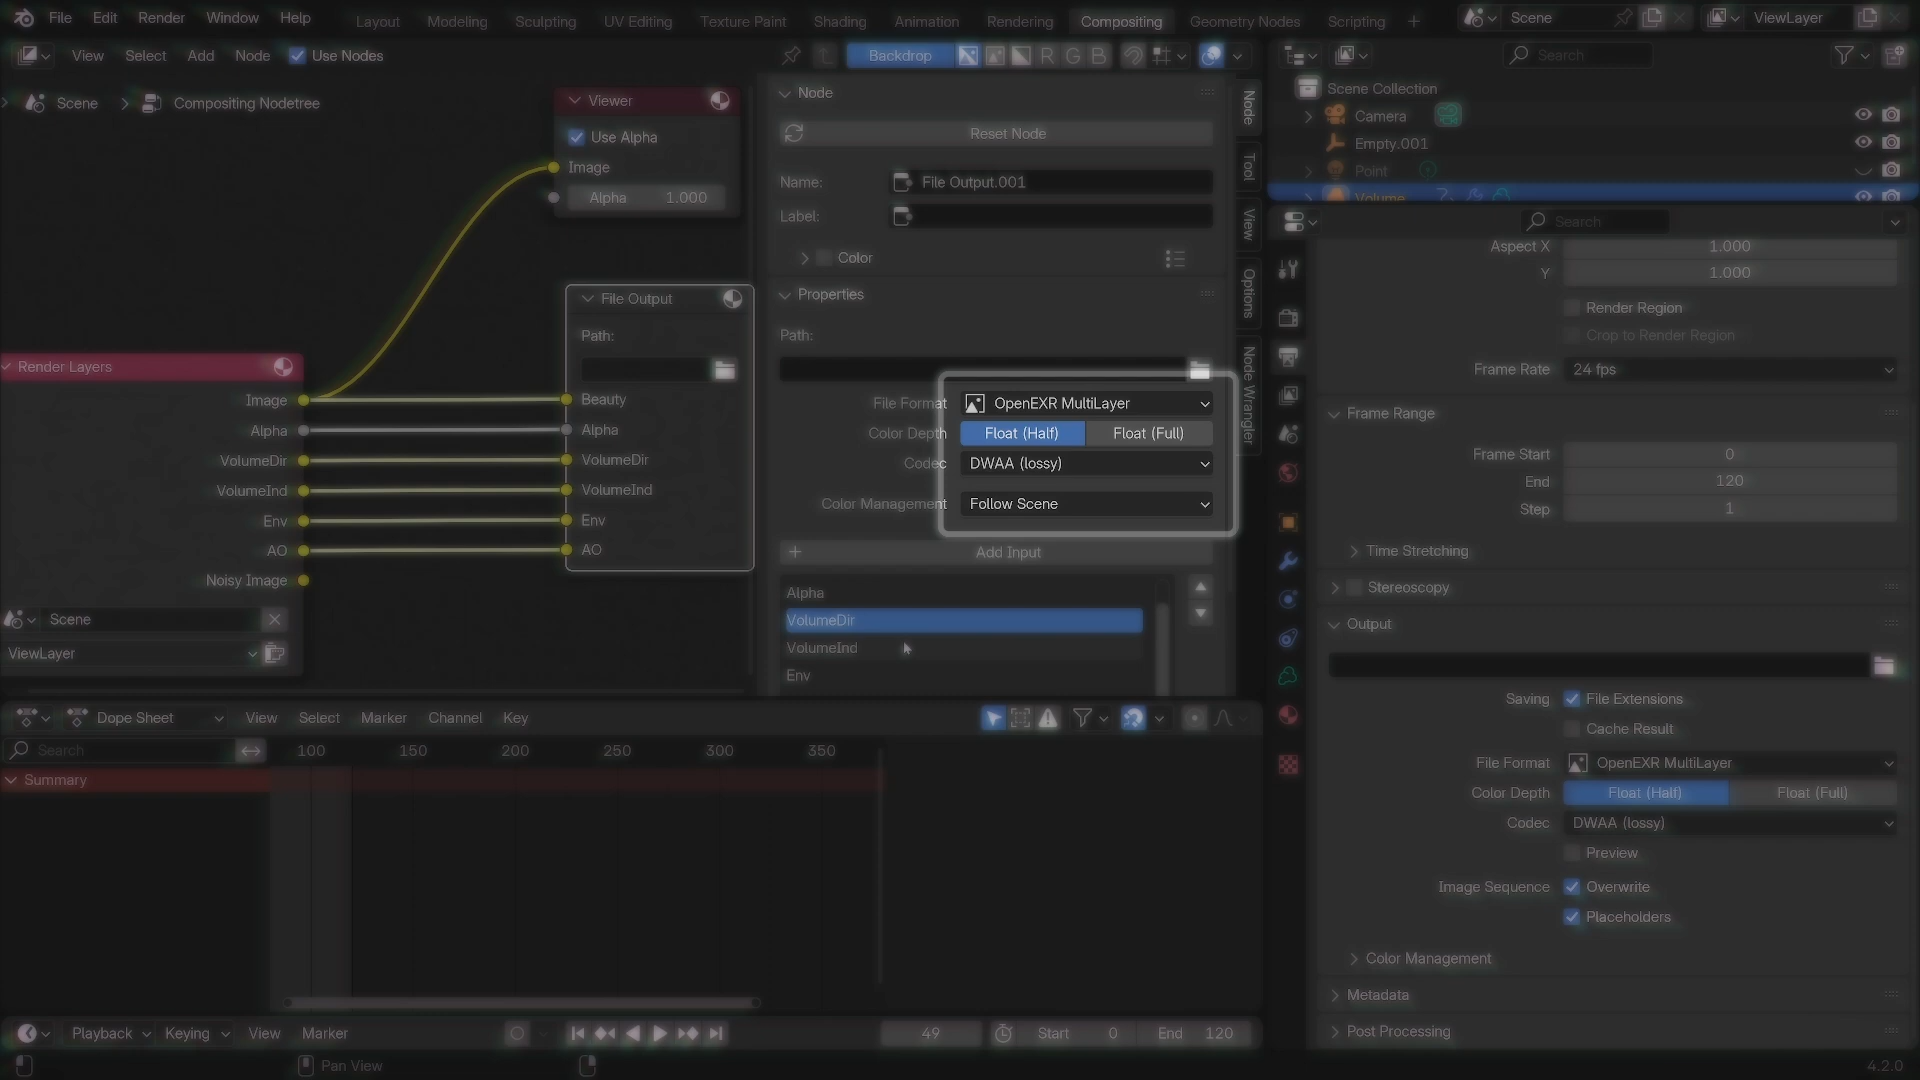 File Edit Render Window Help Layout Modeling Sculpting UV Editing Texture Paint Shading Animation Rendering Compositing Geometry Nodes Scripting + Scene ViewLayer
View Select Add Node Use Nodes Backdrop R G B Search
Scene > Compositing Nodetree
Viewer
Use Alpha
Image
Alpha 1.000
File Output
Path:
Beauty
Alpha
VolumeDir
VolumeInd
Env
AO
Render Layers
Image
Alpha
VolumeDir
VolumeInd
Env
AO
Noisy Image
Scene
ViewLayer
Node
Reset Node
Name: File Output.001
Label:
Color
Properties
Path:
File Format OpenEXR MultiLayer
Color Depth Float (Half) Float (Full)
Codec DWAA (lossy)
Color Management Follow Scene
Add Input
Alpha
VolumeDir
VolumeInd
Env
Node
Tool
View
Options
Node Wrangler
Scene Collection
Camera
Empty.001
Point
Volume
Search
Aspect X 1.000
Y 1.000
Render Region
Crop to Render Region
Frame Rate 24 fps
Frame Range
Frame Start 0
End 120
Step 1
Time Stretching
Stereoscopy
Output
Saving File Extensions
Cache Result
File Format OpenEXR MultiLayer
Color Depth Float (Half) Float (Full)
Codec DWAA (lossy)
Preview
Image Sequence Overwrite
Placeholders
Color Management
Metadata
Post Processing
Dope Sheet View Select Marker Channel Key
Search 100 150 200 250 300 350
Summary
Playback Keying View Marker 49 Start 0 End 120
Pan View 4.2.0